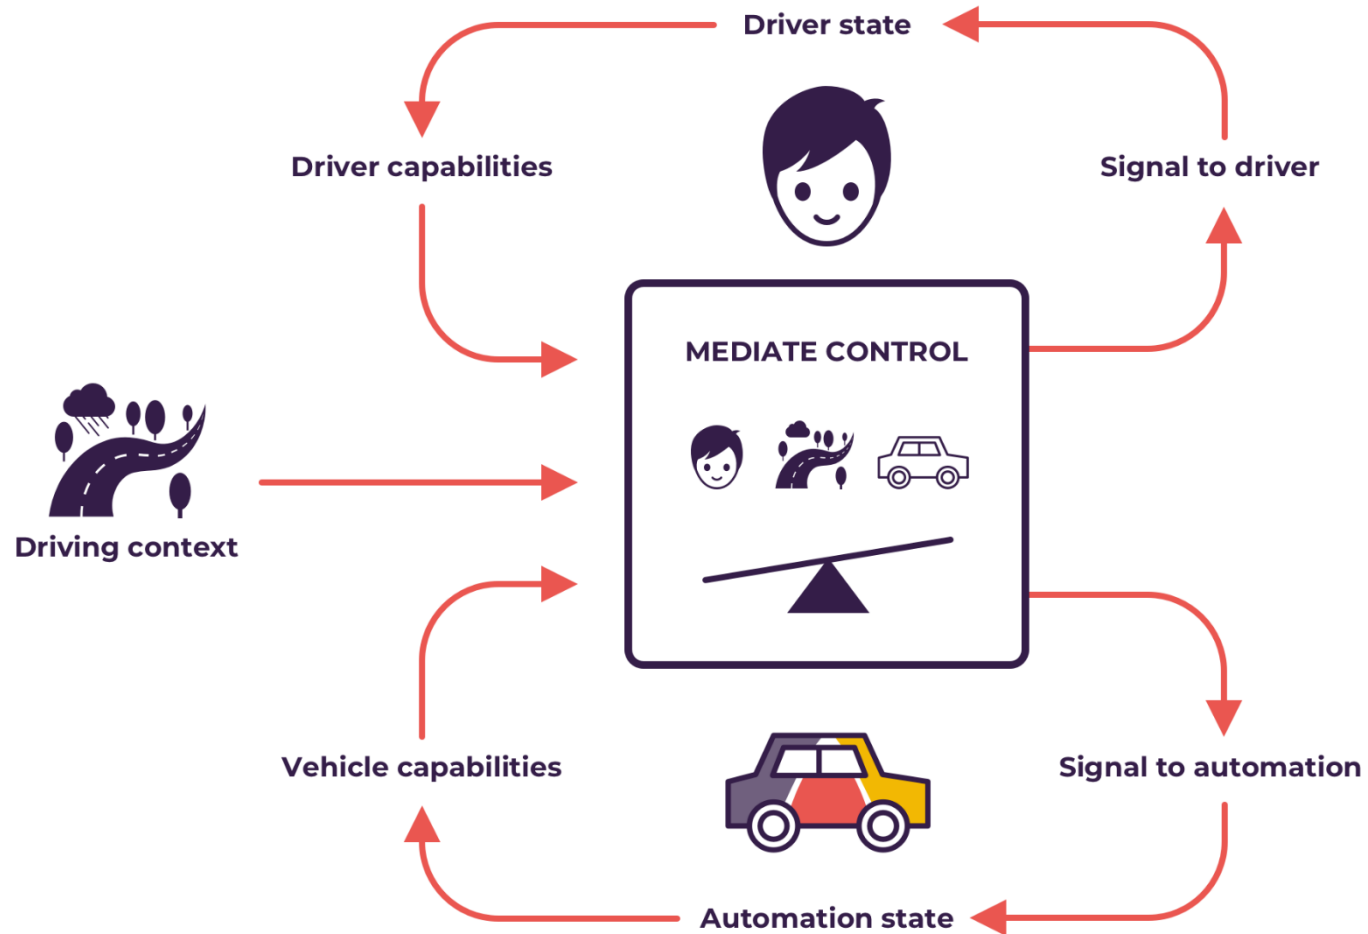 Driver state
Driver capabilities
Signal to driver
MEDIATE CONTROL
Driving context
Vehicle capabilities
Signal to automation
Automation state